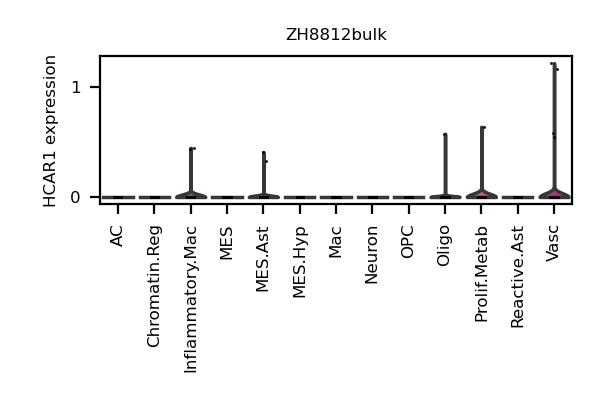 ZH8812bulk
HCAR1 expression
1
0
AC
Chromatin.Reg
Inflammatory.Mac
MES
MES.Ast
MES.Hyp
Mac
Neuron
OPC
Oligo
Prolif.Metab
Reactive.Ast
Vasc